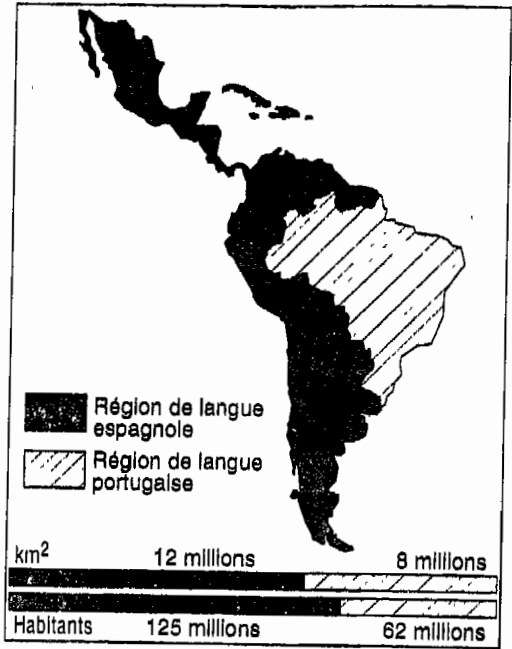 Région de langue
espagnole
Région de langue
portugaise
km² 12 millions 8 millions
Habitants 125 millions 62 millions